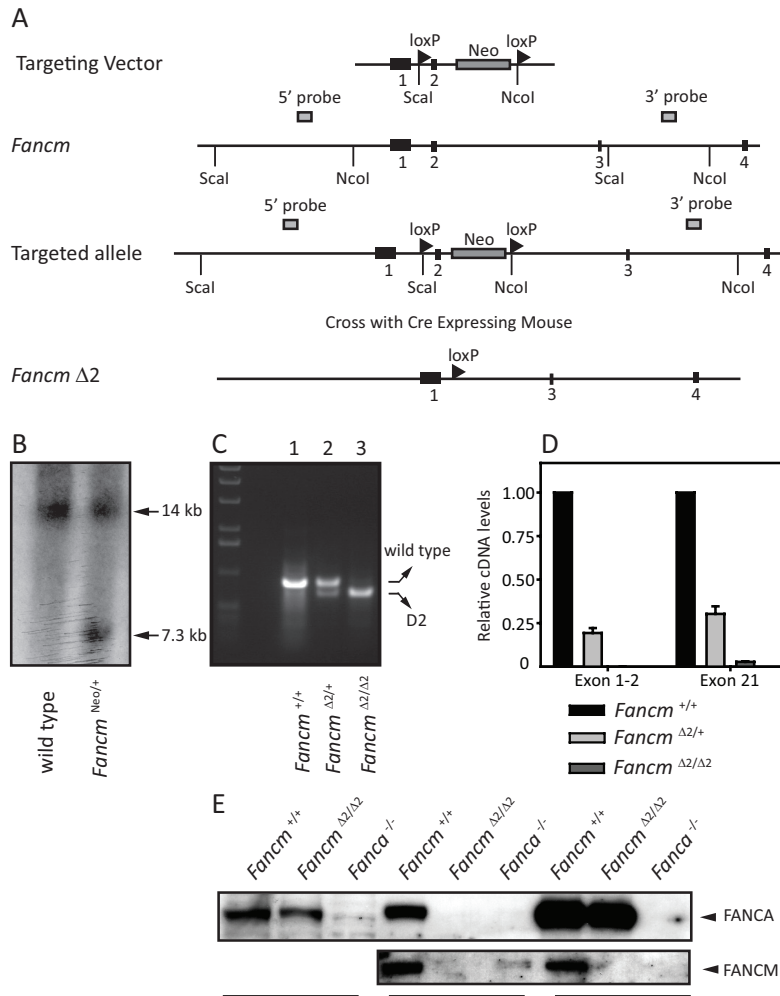 A
Targeting Vector
loxP Neo loxP
1 2
ScaI NcoI
5' probe 3' probe
Fancm
1 2 3 4
ScaI NcoI ScaI NcoI
5' probe 3' probe
Targeted allele
loxP Neo loxP
1 2 3 4
ScaI ScaI NcoI NcoI
Cross with Cre Expressing Mouse
Fancm Δ2
loxP
1 3 4
B
14 kb
7.3 kb
wild type
Fancm Neo/+
C
1 2 3
wild type
D2
Fancm +/+
Fancm Δ2/+
Fancm Δ2/Δ2
D
Relative cDNA levels
1.00
0.75
0.50
0.25
0
Exon 1-2 Exon 21
Fancm +/+
Fancm Δ2/+
Fancm Δ2/Δ2
E
Fancm +/+ Fancm Δ2/Δ2 Fanca -/- Fancm +/+ Fancm Δ2/Δ2 Fanca -/- Fancm +/+ Fancm Δ2/Δ2 Fanca -/-
FANCA
FANCM